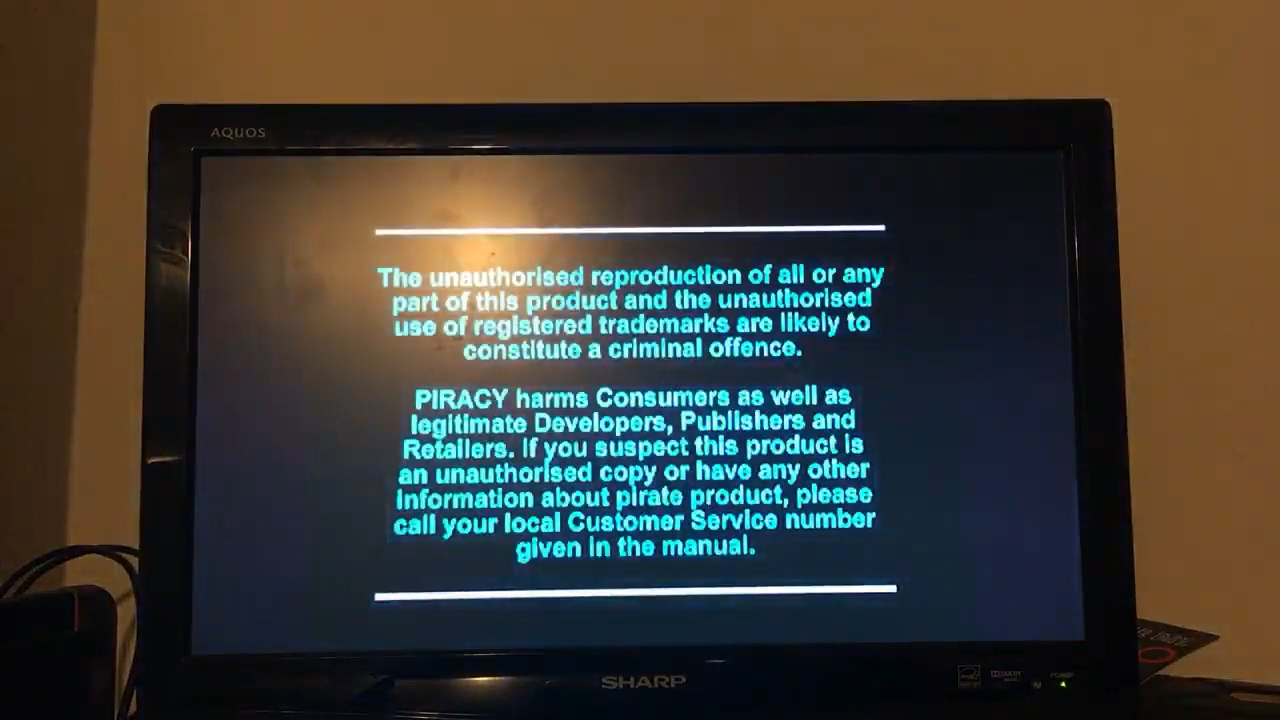 AQUOS
The unauthorised reproduction of all or any
part of this product and the unauthorised
use of registered trademarks are likely to
constitute a criminal offence.
PIRACY harms Consumers as well as
legitimate Developers, Publishers and
Retailers. If you suspect this product is
an unauthorised copy or have any other
information about pirate product, please
call your local Customer Service number
given in the manual.
SHARP
DOLBY
POWER